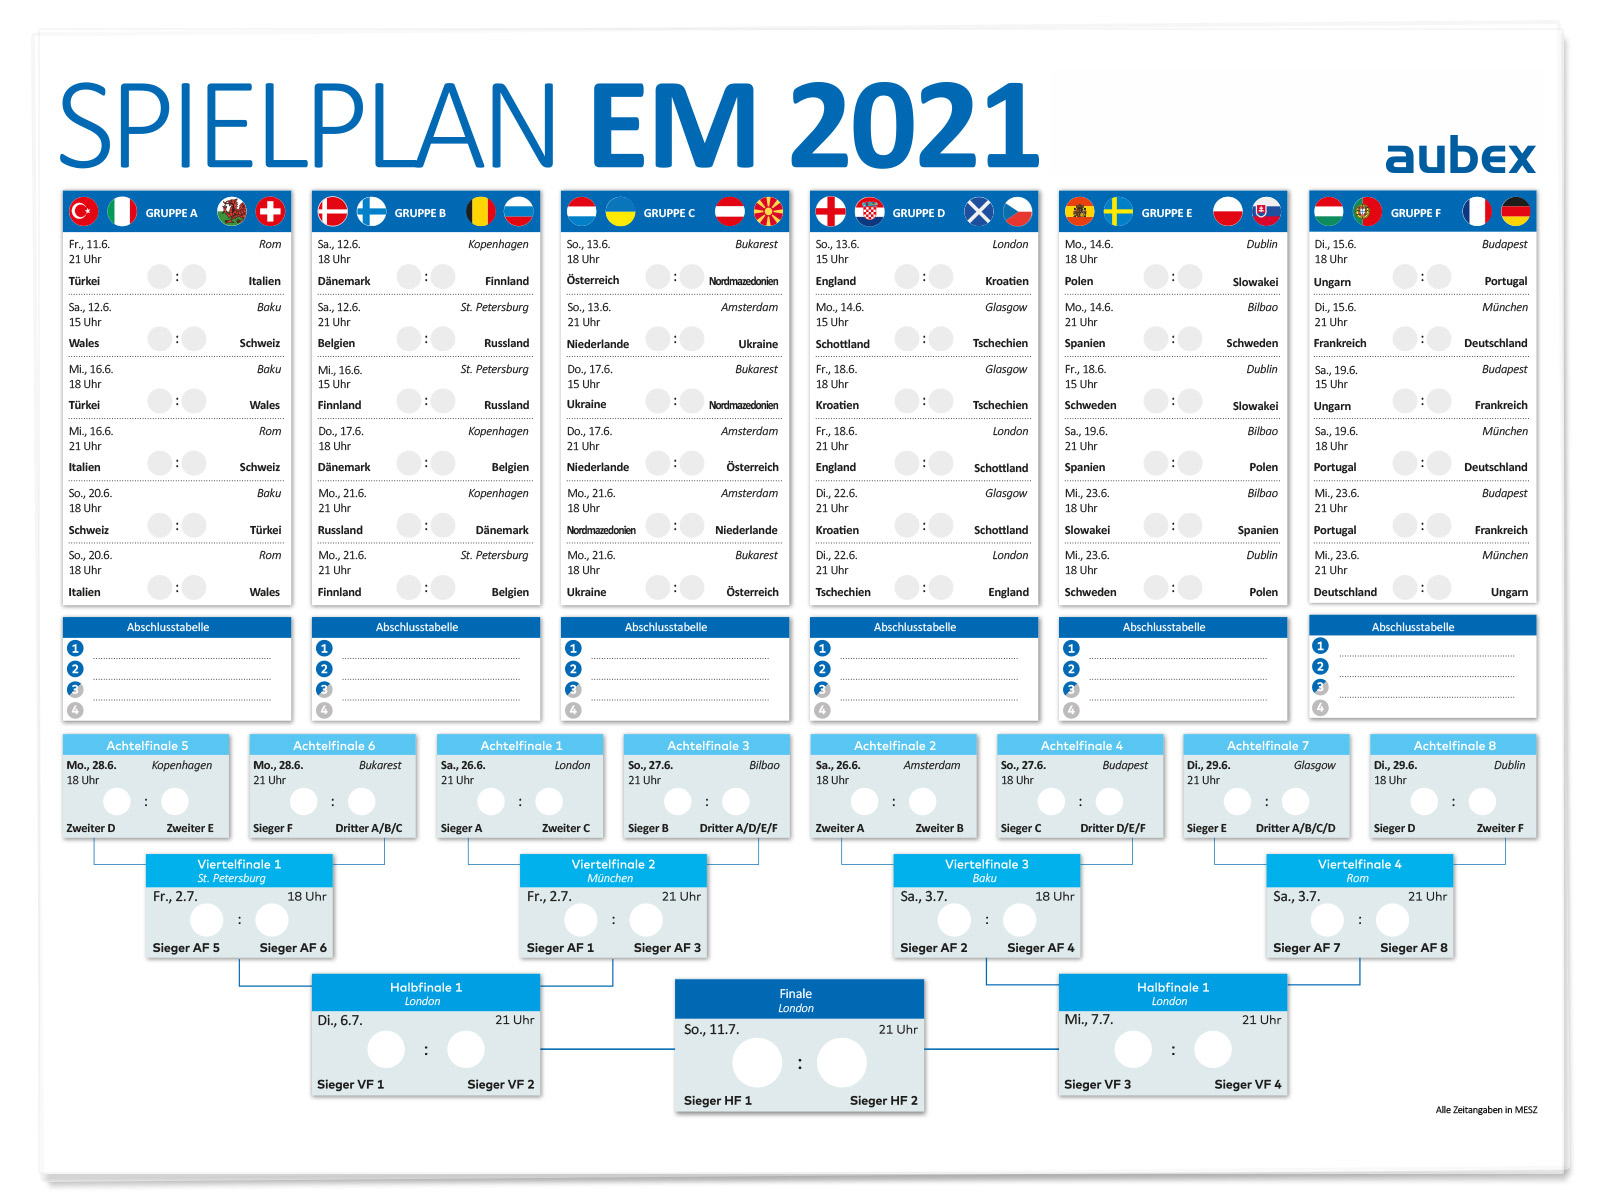 SPIELPLAN EM 2021
aubex
GRUPPE A
Fr., 11.6. Rom
21 Uhr
Türkei : Italien
Sa., 12.6. Baku
15 Uhr
Wales : Schweiz
Mi., 16.6. Baku
18 Uhr
Türkei : Wales
Mi., 16.6. Rom
21 Uhr
Italien : Schweiz
So., 20.6. Baku
18 Uhr
Schweiz : Türkei
So., 20.6. Rom
18 Uhr
Italien : Wales
GRUPPE B
Sa., 12.6. Kopenhagen
18 Uhr
Dänemark : Finnland
Sa., 12.6. St. Petersburg
21 Uhr
Belgien : Russland
Mi., 16.6. St. Petersburg
15 Uhr
Finnland : Russland
Do., 17.6. Kopenhagen
18 Uhr
Dänemark : Belgien
Mo., 21.6. Kopenhagen
21 Uhr
Russland : Dänemark
Mo., 21.6. St. Petersburg
21 Uhr
Finnland : Belgien
GRUPPE C
So., 13.6. Bukarest
18 Uhr
Österreich : Nordmazedonien
So., 13.6. Amsterdam
21 Uhr
Niederlande : Ukraine
Do., 17.6. Bukarest
15 Uhr
Ukraine : Nordmazedonien
Do., 17.6. Amsterdam
21 Uhr
Niederlande : Österreich
Mo., 21.6. Amsterdam
18 Uhr
Nordmazedonien : Niederlande
Mo., 21.6. Bukarest
18 Uhr
Ukraine : Österreich
GRUPPE D
So., 13.6. London
15 Uhr
England : Kroatien
Mo., 14.6. Glasgow
15 Uhr
Schottland : Tschechien
Fr., 18.6. Glasgow
18 Uhr
Kroatien : Tschechien
Fr., 18.6. London
21 Uhr
England : Schottland
Di., 22.6. Glasgow
21 Uhr
Kroatien : Schottland
Di., 22.6. London
21 Uhr
Tschechien : England
GRUPPE E
Mo., 14.6. Dublin
18 Uhr
Polen : Slowakei
Mo., 14.6. Bilbao
21 Uhr
Spanien : Schweden
Fr., 18.6. Dublin
15 Uhr
Schweden : Slowakei
Sa., 19.6. Bilbao
21 Uhr
Spanien : Polen
Mi., 23.6. Bilbao
18 Uhr
Slowakei : Spanien
Mi., 23.6. Dublin
18 Uhr
Schweden : Polen
GRUPPE F
Di., 15.6. Budapest
18 Uhr
Ungarn : Portugal
Di., 15.6. München
21 Uhr
Frankreich : Deutschland
Sa., 19.6. Budapest
15 Uhr
Ungarn : Frankreich
Sa., 19.6. München
18 Uhr
Portugal : Deutschland
Mi., 23.6. Budapest
21 Uhr
Portugal : Frankreich
Mi., 23.6. München
21 Uhr
Deutschland : Ungarn
Abschlusstabelle
1
2
3
4
Abschlusstabelle
1
2
3
4
Abschlusstabelle
1
2
3
4
Abschlusstabelle
1
2
3
4
Abschlusstabelle
1
2
3
4
Abschlusstabelle
1
2
3
4
Achtelfinale 5
Mo., 28.6. Kopenhagen
18 Uhr
:
Zweiter D Zweiter E
Achtelfinale 6
Mo., 28.6. Bukarest
21 Uhr
:
Sieger F Dritter A/B/C
Achtelfinale 1
Sa., 26.6. London
21 Uhr
:
Sieger A Zweiter C
Achtelfinale 3
So., 27.6. Bilbao
21 Uhr
:
Sieger B Dritter A/D/E/F
Achtelfinale 2
Sa., 26.6. Amsterdam
18 Uhr
:
Zweiter A Zweiter B
Achtelfinale 4
So., 27.6. Budapest
18 Uhr
:
Sieger C Dritter D/E/F
Achtelfinale 7
Di., 29.6. Glasgow
21 Uhr
:
Sieger E Dritter A/B/C/D
Achtelfinale 8
Di., 29.6. Dublin
18 Uhr
:
Sieger D Zweiter F
Viertelfinale 1
St. Petersburg
Fr., 2.7. 18 Uhr
:
Sieger AF 5 Sieger AF 6
Viertelfinale 2
München
Fr., 2.7. 21 Uhr
:
Sieger AF 1 Sieger AF 3
Viertelfinale 3
Baku
Sa., 3.7. 18 Uhr
:
Sieger AF 2 Sieger AF 4
Viertelfinale 4
Rom
Sa., 3.7. 21 Uhr
:
Sieger AF 7 Sieger AF 8
Halbfinale 1
London
Di., 6.7. 21 Uhr
:
Sieger VF 1 Sieger VF 2
Finale
London
So., 11.7. 21 Uhr
:
Sieger HF 1 Sieger HF 2
Halbfinale 1
London
Mi., 7.7. 21 Uhr
:
Sieger VF 3 Sieger VF 4
Alle Zeitangaben in MESZ